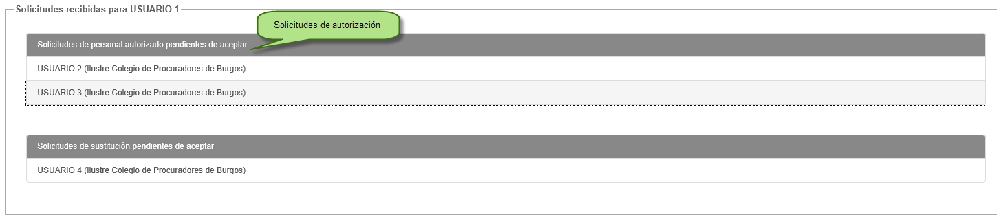 Solicitudes recibidas para USUARIO 1
Solicitudes de autorización
Solicitudes de personal autorizado pendientes de aceptar
USUARIO 2 (Ilustre Colegio de Procuradores de Burgos)
USUARIO 3 (Ilustre Colegio de Procuradores de Burgos)
Solicitudes de sustitución pendientes de aceptar
USUARIO 4 (Ilustre Colegio de Procuradores de Burgos)